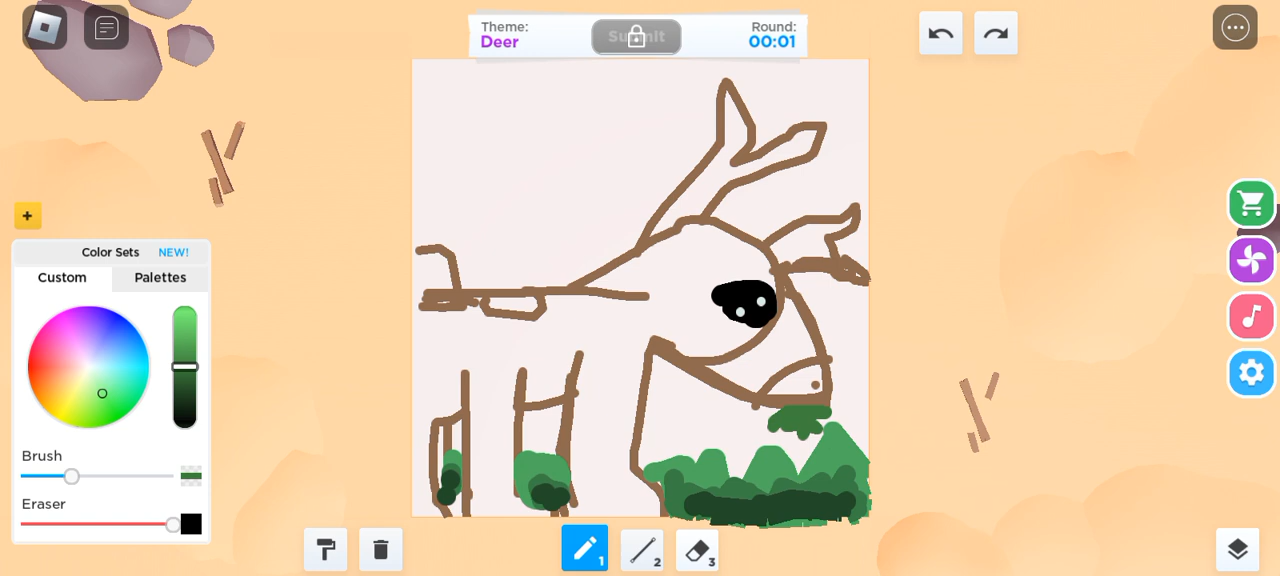 Theme:
Deer
Submit
Round:
00:01
+
Color Sets NEW!
Custom Palettes
Brush
Eraser
1
2
3